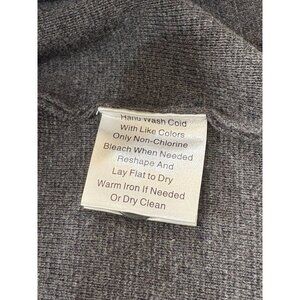 Hand Wash Cold
With Like Colors
Only Non-Chlorine
Bleach When Needed
Reshape And
Lay Flat to Dry
Warm Iron If Needed
Or Dry Clean